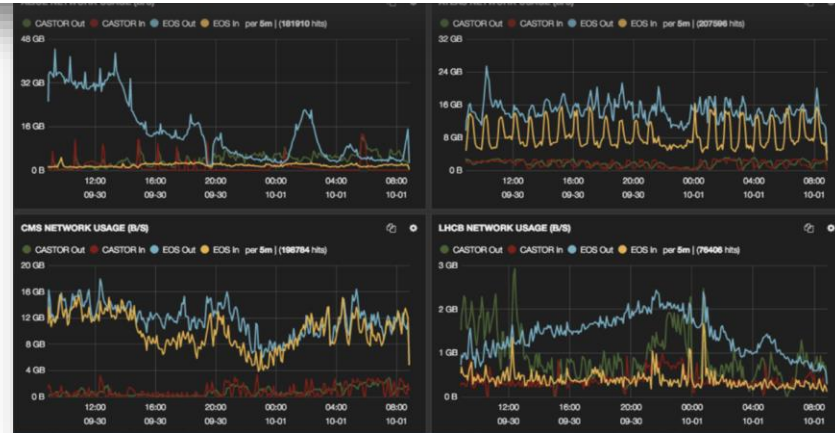 CASTOR Out CASTOR In EOS Out EOS In per 5m | (181910 hits)
48 GB
32 GB
16 GB
0 B
12:00 16:00 20:00 00:00 04:00 08:00
09-30 09-30 09-30 10-01 10-01 10-01
CASTOR Out CASTOR In EOS Out EOS In per 5m | (207596 hits)
32 GB
24 GB
16 GB
8 GB
0 B
12:00 16:00 20:00 00:00 04:00 08:00
09-30 09-30 09-30 10-01 10-01 10-01
CMS NETWORK USAGE (B/S)
CASTOR Out CASTOR In EOS Out EOS In per 5m | (198784 hits)
20 GB
16 GB
12 GB
8 GB
4 GB
0 B
12:00 16:00 20:00 00:00 04:00 08:00
09-30 09-30 09-30 10-01 10-01 10-01
LHCB NETWORK USAGE (B/S)
CASTOR Out CASTOR In EOS Out EOS In per 5m | (76406 hits)
3 GB
2 GB
1 GB
0 B
12:00 16:00 20:00 00:00 04:00 08:00
09-30 09-30 09-30 10-01 10-01 10-01